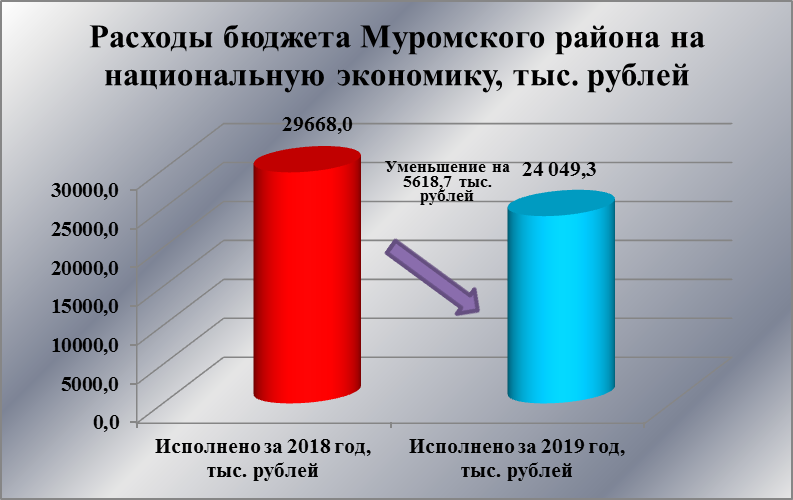 Расходы бюджета Муромского района на
национальную экономику, тыс. рублей
29668,0
Уменьшение на
5618,7 тыс.
рублей
24 049,3
30000,0
25000,0
20000,0
15000,0
10000,0
5000,0
0,0
Исполнено за 2018 год,
тыс. рублей
Исполнено за 2019 год,
тыс. рублей